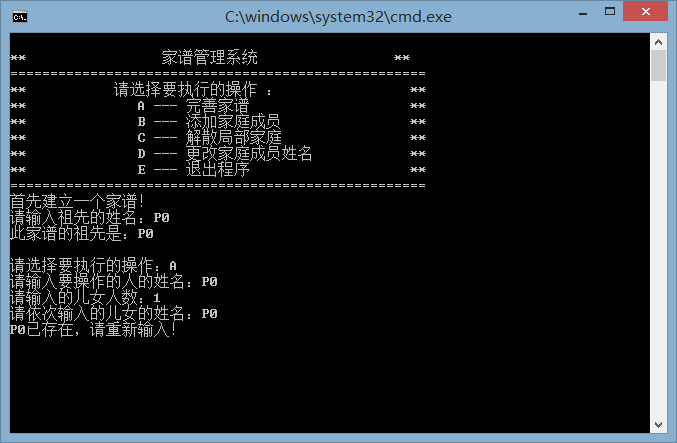 C:\windows\system32\cmd.exe
** 家谱管理系统 **
====================================================
** 请选择要执行的操作 : **
** A --- 完善家谱 **
** B --- 添加家庭成员 **
** C --- 解散局部家庭 **
** D --- 更改家庭成员姓名 **
** E --- 退出程序 **
====================================================
首先建立一个家谱!
请输入祖先的姓名: P0
此家谱的祖先是: P0
请选择要执行的操作: A
请输入要操作的人的姓名: P0
请输入的儿女人数: 1
请依次输入的儿女的姓名: P0
P0已存在, 请重新输入!